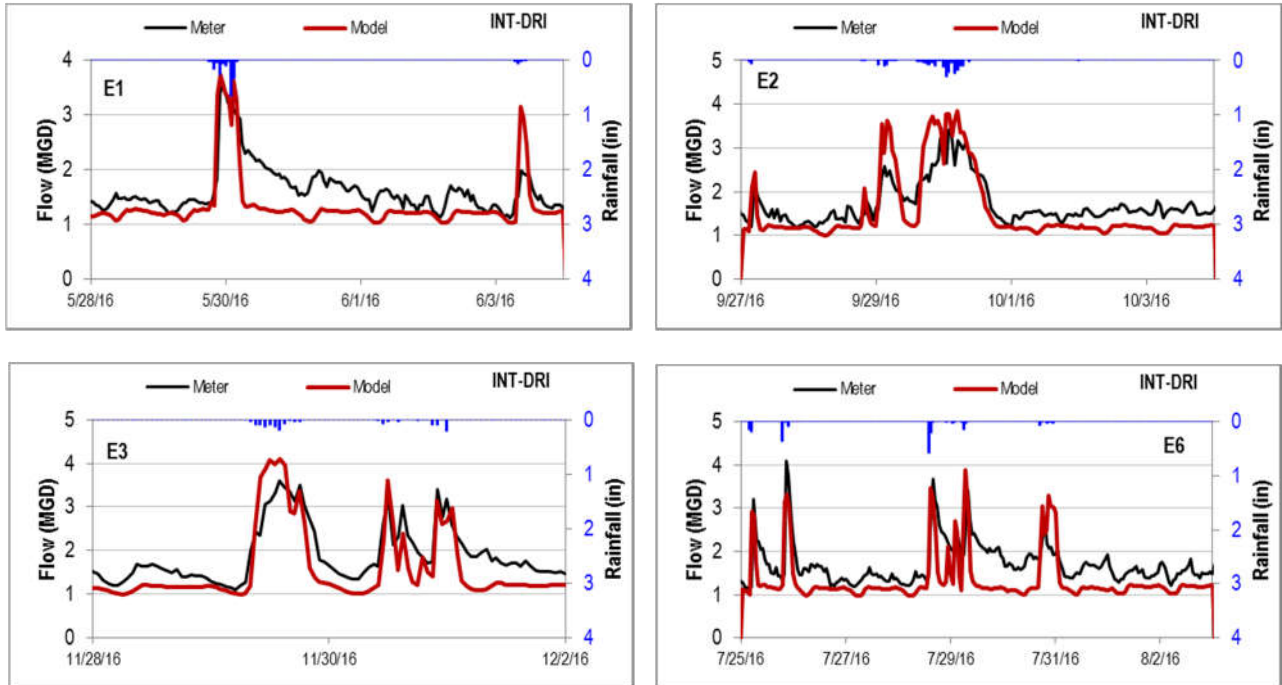 INT-DRI
Meter Model
4 0
E1
3 1
2 2
1 3
0 4
Flow (MGD)
Rainfall (in)
5/28/16 5/30/16 6/1/16 6/3/16
INT-DRI
Meter Model
5 0
E2
4
1
3
2
2
3
1
0 4
Flow (MGD)
Rainfall (in)
9/27/16 9/29/16 10/1/16 10/3/16
INT-DRI
Meter Model
5 0
E3
4
1
3
2
2
3
1
0 4
Flow (MGD)
Rainfall (in)
11/28/16 11/30/16 12/2/16
INT-DRI
Meter Model
5 0
E6
4
1
3
2
2
3
1
0 4
Flow (MGD)
Rainfall (in)
7/25/16 7/27/16 7/29/16 7/31/16 8/2/16